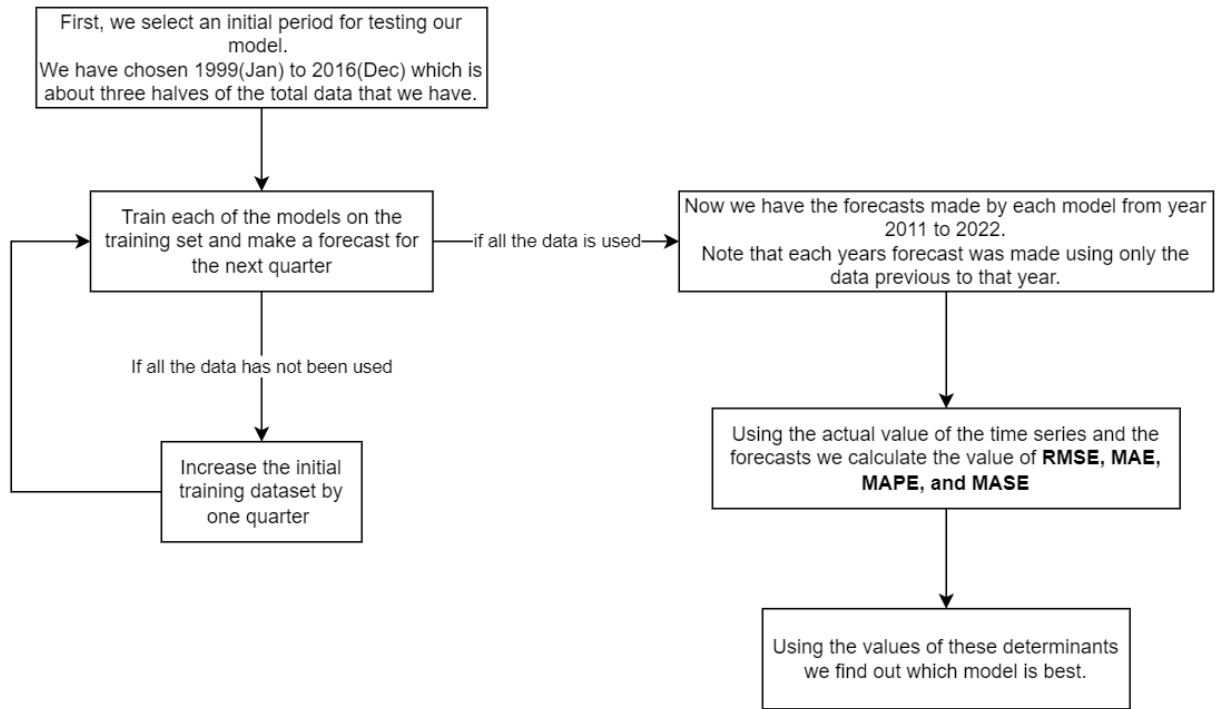 First, we select an initial period for testing our
model.
We have chosen 1999(Jan) to 2016(Dec) which is
about three halves of the total data that we have.
Train each of the models on the
training set and make a forecast for
the next quarter
if all the data is used
Now we have the forecasts made by each model from year
2011 to 2022.
Note that each years forecast was made using only the
data previous to that year.
If all the data has not been used
Increase the initial
training dataset by
one quarter
Using the actual value of the time series and the
forecasts we calculate the value of RMSE, MAE,
MAPE, and MASE
Using the values of these determinants
we find out which model is best.